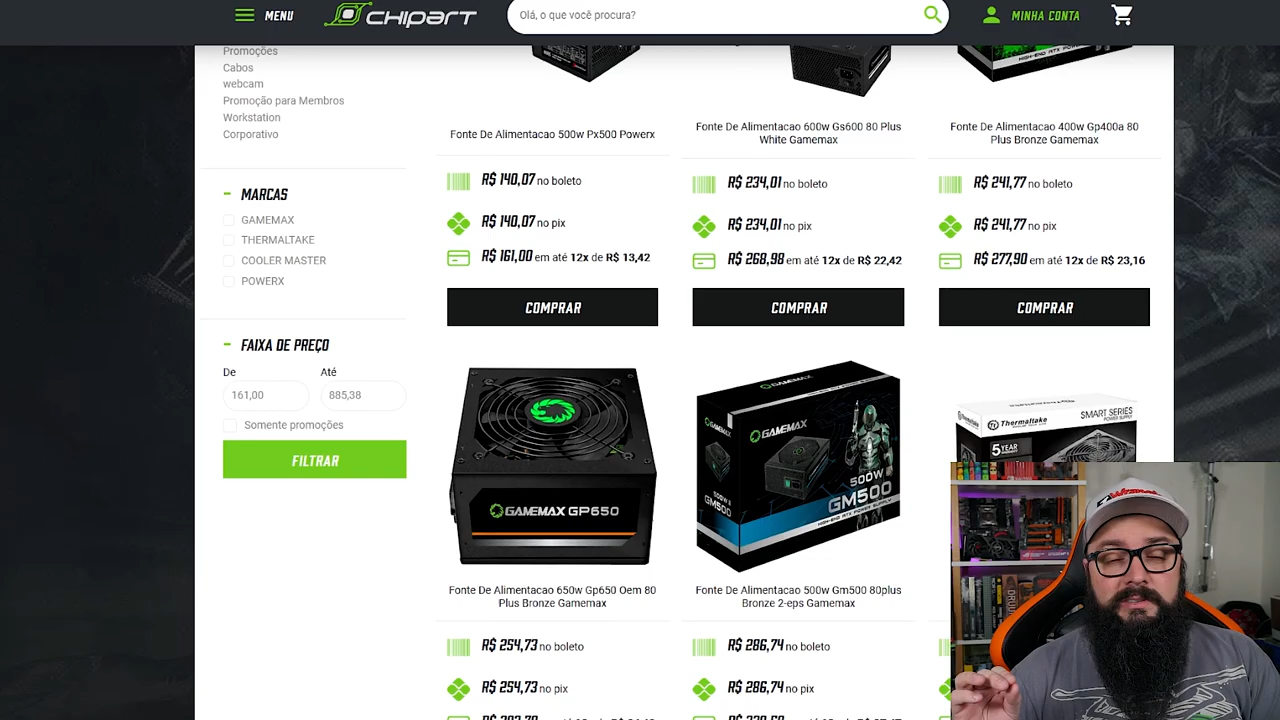 MENU
CHIPART
Olá, o que você procura?
MINHA CONTA
Promoções
Cabos
webcam
Promoção para Membros
Workstation
Corporativo
MARCAS
GAMEMAX
THERMALTAKE
COOLER MASTER
POWERX
FAIXA DE PREÇO
De
Até
161,00
885,38
Somente promoções
FILTRAR
Fonte De Alimentacao 500w Px500 Powerx
R$ 140,07 no boleto
R$ 140,07 no pix
R$ 161,00 em até 12x de R$ 13,42
COMPRAR
Fonte De Alimentacao 600w Gs600 80 Plus
White Gamemax
R$ 234,01 no boleto
R$ 234,01 no pix
R$ 268,98 em até 12x de R$ 22,42
COMPRAR
Fonte De Alimentacao 400w Gp400a 80
Plus Bronze Gamemax
R$ 241,77 no boleto
R$ 241,77 no pix
R$ 277,90 em até 12x de R$ 23,16
COMPRAR
GAMEMAX GP650
Fonte De Alimentacao 650w Gp650 Oem 80
Plus Bronze Gamemax
R$ 254,73 no boleto
R$ 254,73 no pix
GAMEMAX
GAMEMAX
500W
GM500
HIGH-END ATX POWER SUPPLY
Fonte De Alimentacao 500w Gm500 80plus
Bronze 2-eps Gamemax
R$ 286,74 no boleto
R$ 286,74 no pix
Thermaltake
SMART SERIES
POWER SUPPLY
5 YEAR